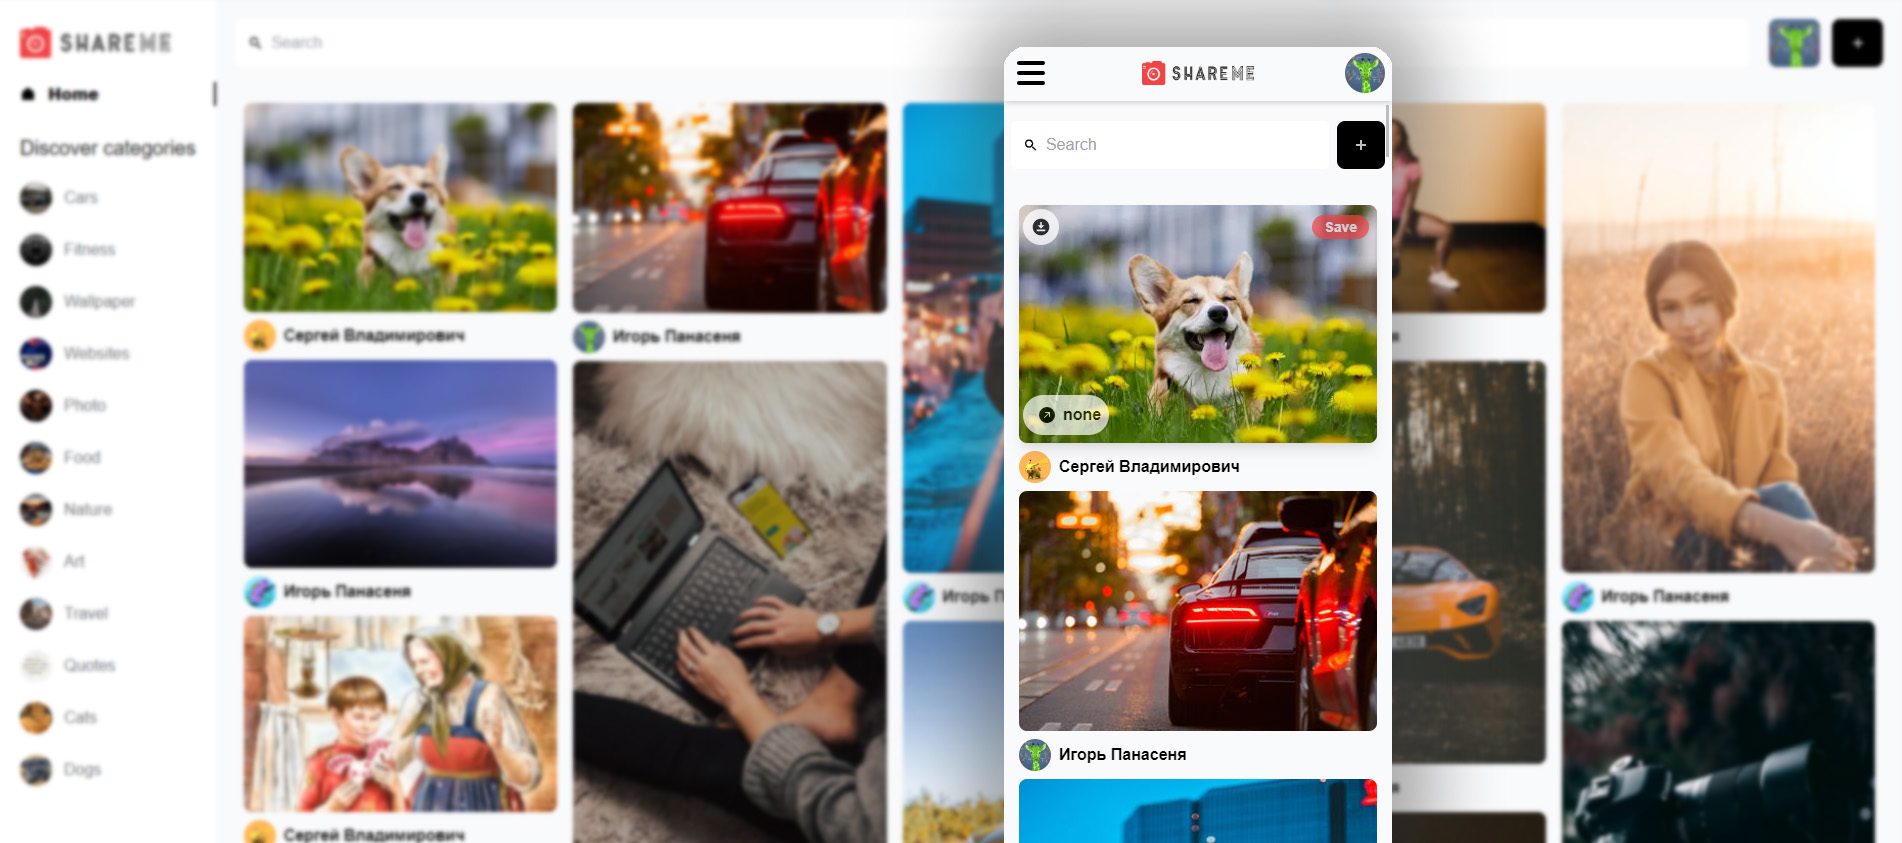 SHAREME
Search
Home
Discover categories
Cars
Fitness
Wallpaper
Websites
Photo
Food
Nature
Art
Travel
Quotes
Cats
Dogs
Сергей Владимирович
Игорь Панасеня
Игорь Панасеня
Сергей Владимирович
Игорь П
Игорь Панасеня
SHAREME
Search
Save
none
Сергей Владимирович
Игорь Панасеня